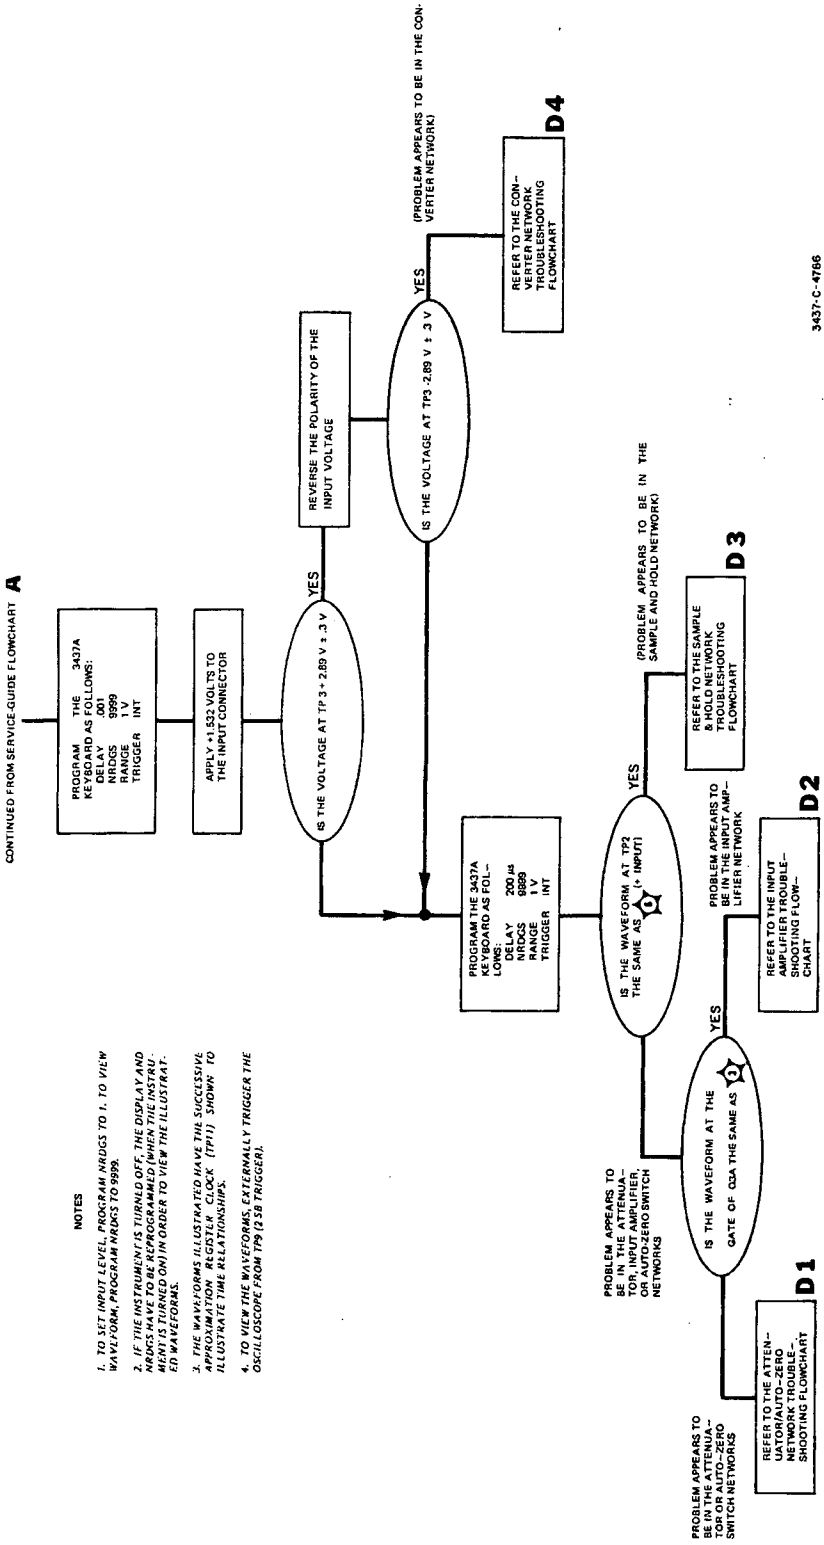 CONTINUED FROM SERVICE-GUIDE FLOWCHART A
PROGRAM THE 3437A
KEYBOARD AS FOLLOWS:
DELAY .001
NRDGS 9999
RANGE 1 V
TRIGGER INT
APPLY +1.532 VOLTS TO
THE INPUT CONNECTOR
IS THE VOLTAGE AT TP 3 + 2.89 V ± .3 V
YES
REVERSE THE POLARITY OF THE
INPUT VOLTAGE
IS THE VOLTAGE AT TP3 -2.89 V ± .3 V
YES
(PROBLEM APPEARS TO BE IN THE CON-
VERTER NETWORK)
REFER TO THE CON-
VERTER NETWORK
TROUBLESHOOTING
FLOWCHART
D4
PROGRAM THE 3437A
KEYBOARD AS FOL-
LOWS:
DELAY 200 µs
NRDGS 9999
RANGE 1 V
TRIGGER INT
IS THE WAVEFORM AT TP2
THE SAME AS 5 (+ INPUT)
YES
(PROBLEM APPEARS TO BE IN THE
SAMPLE AND HOLD NETWORK)
REFER TO THE SAMPLE
& HOLD NETWORK
TROUBLESHOOTING
FLOWCHART
D3
PROBLEM APPEARS TO
BE IN THE ATTENUA-
TOR, INPUT AMPLIFIER,
OR AUTO-ZERO SWITCH
NETWORKS
IS THE WAVEFORM AT THE
GATE OF Q3A THE SAME AS 3
YES
PROBLEM APPEARS TO
BE IN THE INPUT AMP-
LIFIER NETWORK
REFER TO THE INPUT
AMPLIFIER TROUBLE-
SHOOTING FLOW-
CHART
D2
PROBLEM APPEARS TO
BE IN THE ATTENUA-
TOR OR AUTO-ZERO
SWITCH NETWORKS
REFER TO THE ATTEN-
UATOR/AUTO-ZERO
NETWORK TROUBLE-
SHOOTING FLOWCHART
D1
NOTES
1. TO SET INPUT LEVEL, PROGRAM NRDGS TO 1. TO VIEW
WAVEFORM, PROGRAM NRDGS TO 9999.
2. IF THE INSTRUMENT IS TURNED OFF, THE DISPLAY AND
NRDGS HAVE TO BE REPROGRAMMED (WHEN THE INSTRU-
MENT IS TURNED ON) IN ORDER TO VIEW THE ILLUSTRAT-
ED WAVEFORMS.
3. THE WAVEFORMS ILLUSTRATED HAVE THE SUCCESSIVE
APPROXIMATION REGISTER CLOCK (TP11) SHOWN TO
ILLUSTRATE TIME RELATIONSHIPS.
4. TO VIEW THE WAVEFORMS, EXTERNALLY TRIGGER THE
OSCILLOSCOPE FROM TP9 (2 SB TRIGGER).
3437-C-4786